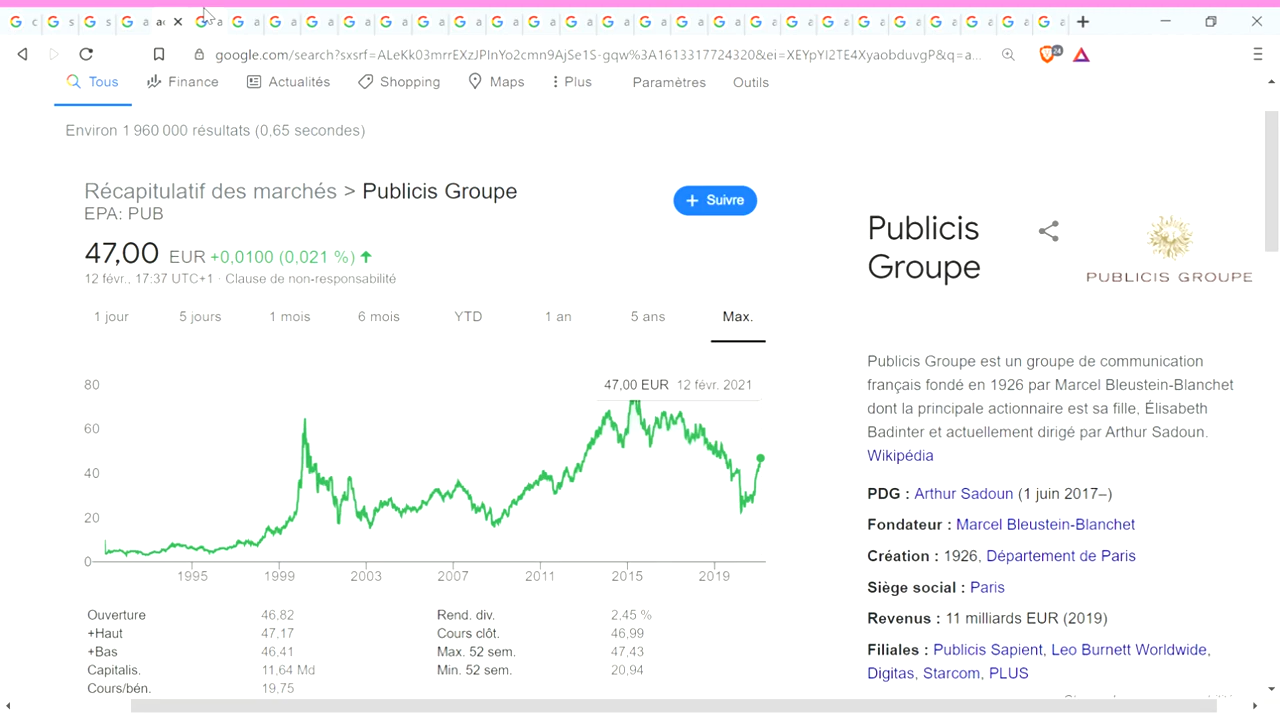 c s s a ac a a a a a a a a a a a a a a a a a a a a a a
google.com/search?sxsrf=ALeKk03mrrEXzJPInYo2cmn9AjSe1S-gqw%3A1613317724320&ei=XEYpYI2TE4XyaobduvgP&q=a...
24
Tous Finance Actualités Shopping Maps Plus Paramètres Outils
Environ 1 960 000 résultats (0,65 secondes)
Récapitulatif des marchés > Publicis Groupe
EPA: PUB
+ Suivre
47,00 EUR +0,0100 (0,021 %)
12 févr., 17:37 UTC+1 · Clause de non-responsabilité
1 jour 5 jours 1 mois 6 mois YTD 1 an 5 ans Max.
47,00 EUR 12 févr. 2021
80
60
40
20
0
1995 1999 2003 2007 2011 2015 2019
Ouverture 46,82 Rend. div. 2,45 %
+Haut 47,17 Cours clôt. 46,99
+Bas 46,41 Max. 52 sem. 47,43
Capitalis. 11,64 Md Min. 52 sem. 20,94
Cours/bén. 19,75
Publicis
Groupe
PUBLICIS GROUPE
Publicis Groupe est un groupe de communication
français fondé en 1926 par Marcel Bleustein-Blanchet
dont la principale actionnaire est sa fille, Élisabeth
Badinter et actuellement dirigé par Arthur Sadoun.
Wikipédia
PDG : Arthur Sadoun (1 juin 2017–)
Fondateur : Marcel Bleustein-Blanchet
Création : 1926, Département de Paris
Siège social : Paris
Revenus : 11 milliards EUR (2019)
Filiales : Publicis Sapient, Leo Burnett Worldwide,
Digitas, Starcom, PLUS